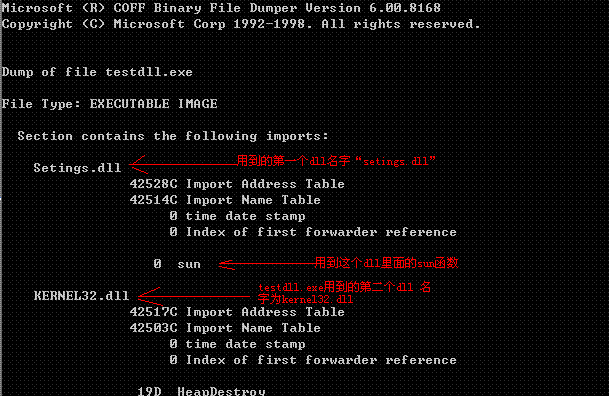 Microsoft (R) COFF Binary File Dumper Version 6.00.8168
Copyright (C) Microsoft Corp 1992-1998. All rights reserved.
Dump of file testdll.exe
File Type: EXECUTABLE IMAGE
Section contains the following imports:
Setings.dll
用到的第一个dll名字“setings.dll”
42528C Import Address Table
42514C Import Name Table
0 time date stamp
0 Index of first forwarder reference
0 sun
用到这个dll里面的sun函数
KERNEL32.dll
testdll.exe用到的第二个dll 名
字为kernel32 dll
42517C Import Address Table
42503C Import Name Table
0 time date stamp
0 Index of first forwarder reference
19D HeapDestroy